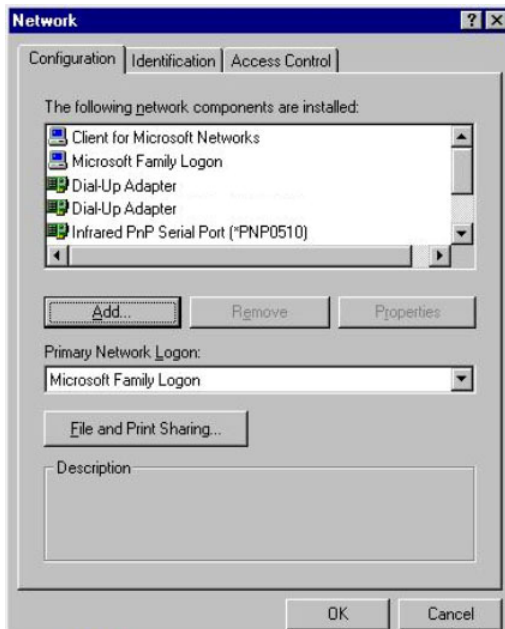 Network
Configuration Identification Access Control
The following network components are installed:
Client for Microsoft Networks
Microsoft Family Logon
Dial-Up Adapter
Dial-Up Adapter
Infrared PnP Serial Port (*PNP0510)
Add... Remove Properties
Primary Network Logon:
Microsoft Family Logon
File and Print Sharing...
Description
OK Cancel